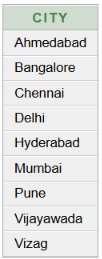 CITY
Ahmedabad
Bangalore
Chennai
Delhi
Hyderabad
Mumbai
Pune
Vijayawada
Vizag